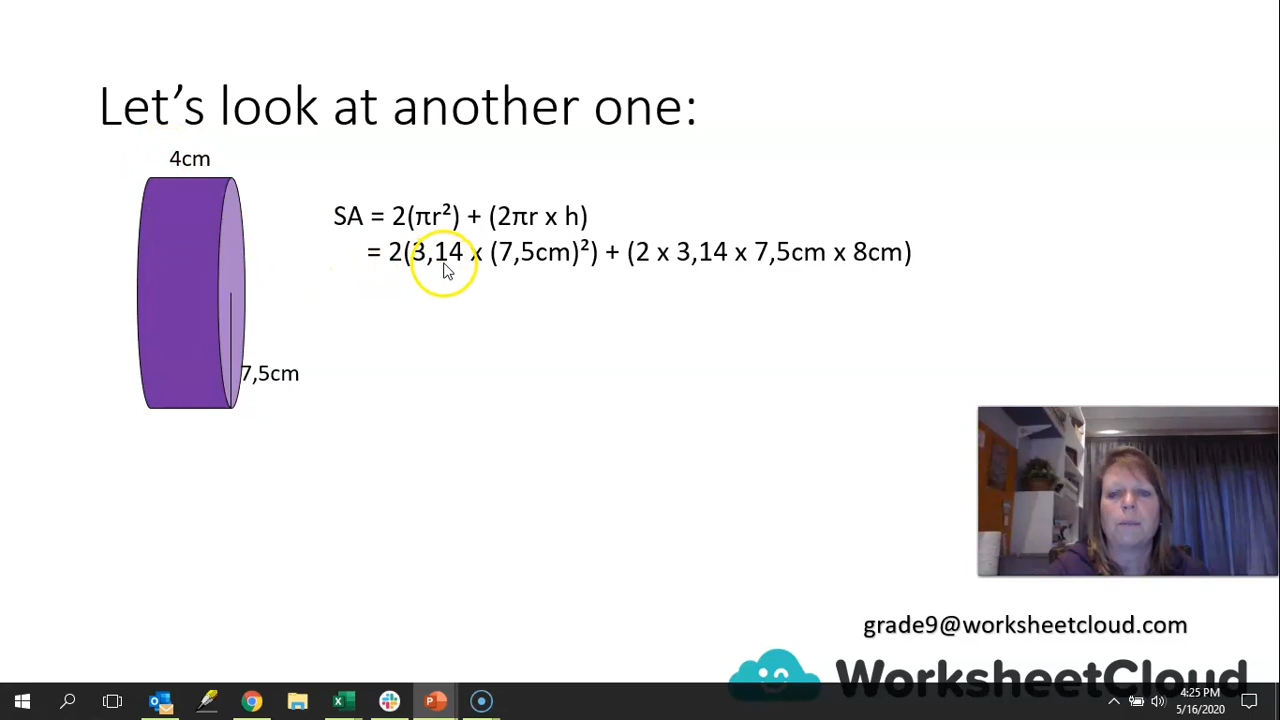 Let's look at another one:
4cm
SA = 2(πr²) + (2πr x h)
= 2(3,14 x (7,5cm)²) + (2 x 3,14 x 7,5cm x 8cm)
7,5cm
grade9@worksheetcloud.com
WorksheetCloud
4:25 PM
5/16/2020